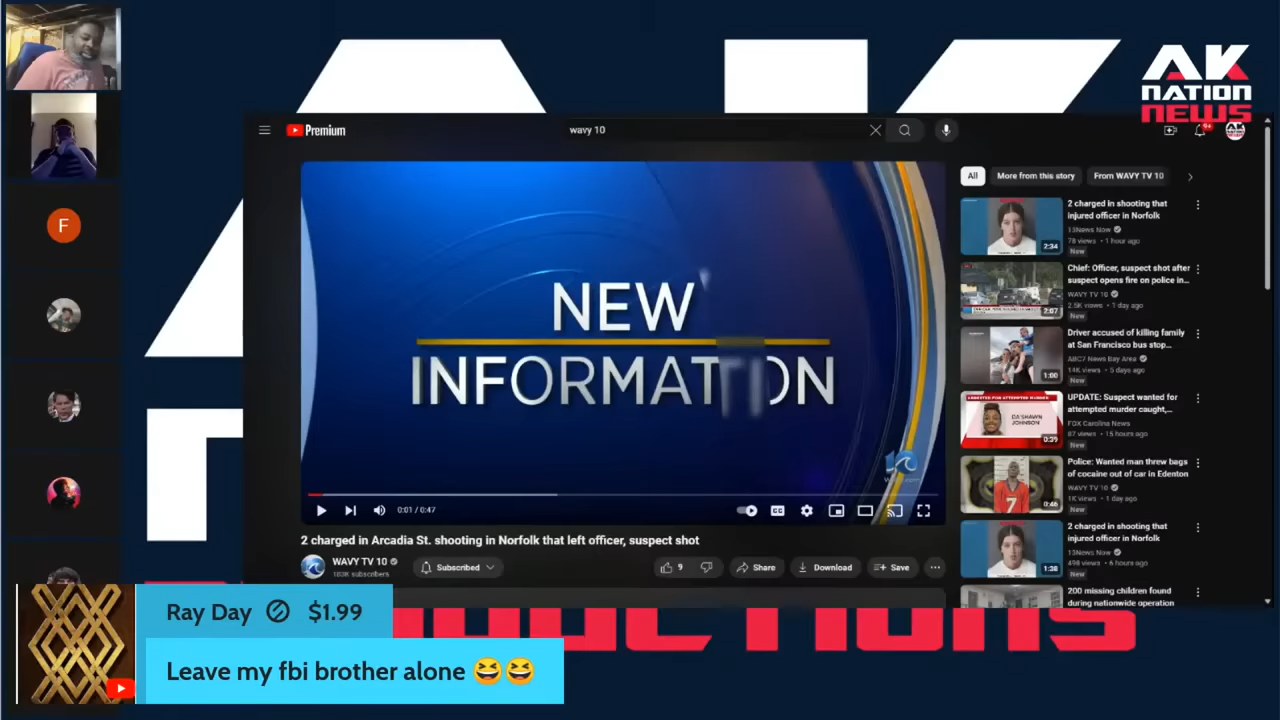 AK
NATION
NEWS
Premium
wavy 10
9+
NEW
INFORMATION
0:01 / 0:47
CC
2 charged in Arcadia St. shooting in Norfolk that left officer, suspect shot
WAVY TV 10
183K subscribers
Subscribed
9
Share
Download
Save
All
More from this story
From WAVY TV 10
2 charged in shooting that
injured officer in Norfolk
13News Now
78 views • 1 hour ago
New
2:34
Chief: Officer, suspect shot after
suspect opens fire on police in...
WAVY TV 10
2.5K views • 1 day ago
New
2:07
Driver accused of killing family
at San Francisco bus stop...
ABC7 News Bay Area
14K views • 5 days ago
New
1:00
UPDATE: Suspect wanted for
attempted murder caught,...
FOX Carolina News
87 views • 15 hours ago
New
DA'SHAWN
JOHNSON
0:39
Police: Wanted man threw bags
of cocaine out of car in Edenton
WAVY TV 10
1K views • 1 day ago
New
7
0:46
2 charged in shooting that
injured officer in Norfolk
13News Now
498 views • 6 hours ago
New
1:38
200 missing children found
during nationwide operation
F
Ray Day $1.99
Leave my fbi brother alone 😆😆